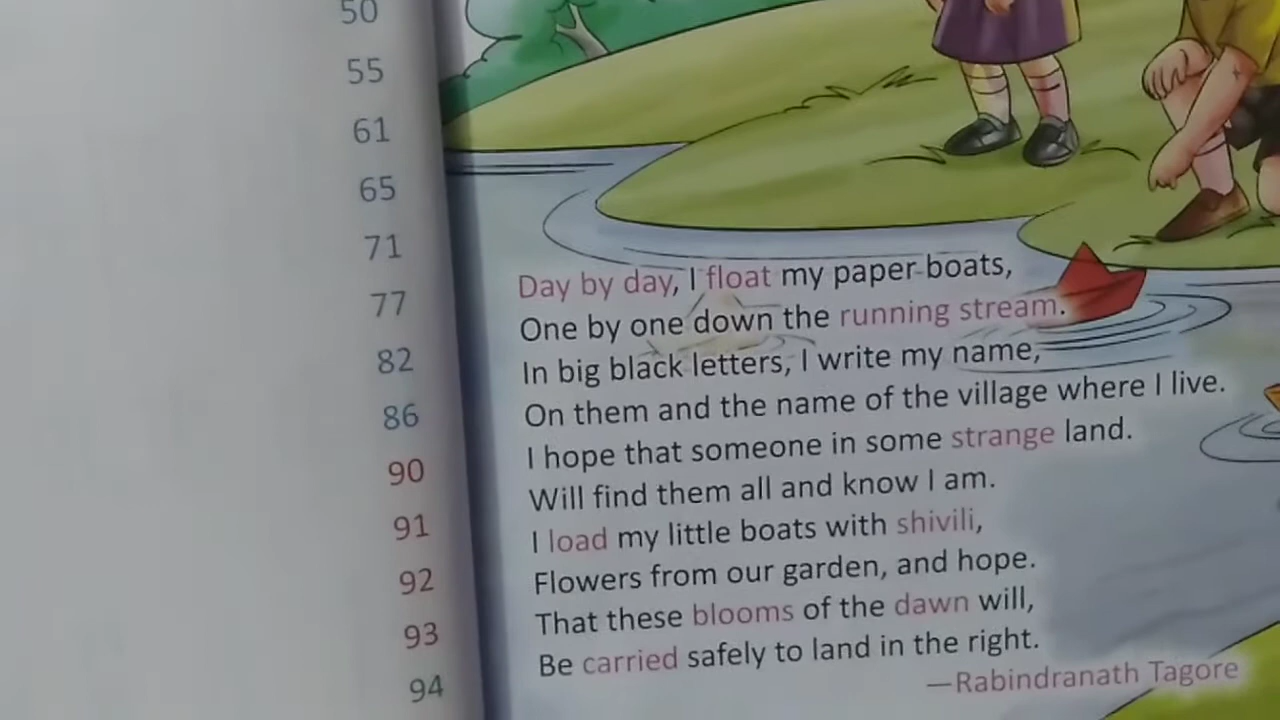 50
55
61
65
71
77
82
86
90
91
92
93
94
Day by day, I float my paper boats,
One by one down the running stream.
In big black letters, I write my name,
On them and the name of the village where I live.
I hope that someone in some strange land.
Will find them all and know I am.
I load my little boats with shivili,
Flowers from our garden, and hope.
That these blooms of the dawn will,
Be carried safely to land in the right.
—Rabindranath Tagore